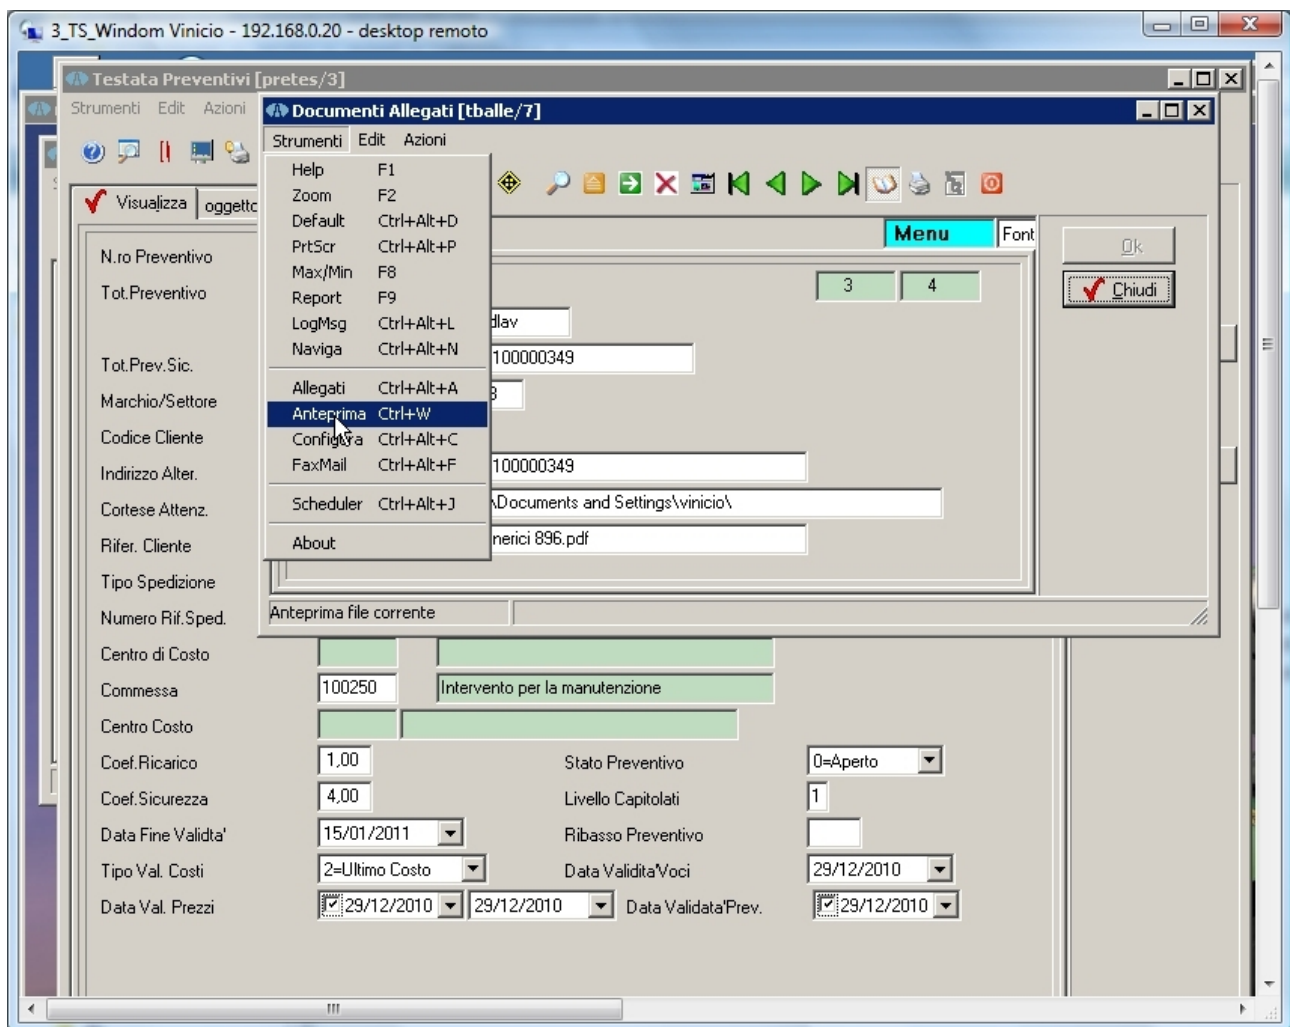 3_TS_Windom Vinicio - 192.168.0.20 - desktop remoto
Testata Preventivi [pretes/3]
Strumenti Edit Azioni
Documenti Allegati [tballe/7]
Strumenti Edit Azioni
Help F1
Zoom F2
Default Ctrl+Alt+D
PrtScr Ctrl+Alt+P
Max/Min F8
Report F9
LogMsg Ctrl+Alt+L
Naviga Ctrl+Alt+N
Allegati Ctrl+Alt+A
Anteprima Ctrl+W
Configura Ctrl+Alt+C
FaxMail Ctrl+Alt+F
Scheduler Ctrl+Alt+J
About
Menu Font
3 4
dlav
100000349
100000349
\Documents and Settings\vinicio\
nerici 896.pdf
Ok
Chiudi
Anteprima file corrente
Visualizza oggetto
N.ro Preventivo
Tot.Preventivo
Tot.Prev.Sic.
Marchio/Settore
Codice Cliente
Indirizzo Alter.
Cortese Attenz.
Rifer. Cliente
Tipo Spedizione
Numero Rif.Sped.
Centro di Costo
Commessa 100250 Intervento per la manutenzione
Centro Costo
Coef.Ricarico 1,00 Stato Preventivo 0=Aperto
Coef.Sicurezza 4,00 Livello Capitolati 1
Data Fine Validta' 15/01/2011 Ribasso Preventivo
Tipo Val. Costi 2=Ultimo Costo Data Validita'Voci 29/12/2010
Data Val. Prezzi 29/12/2010 29/12/2010 Data Validata'Prev. 29/12/2010